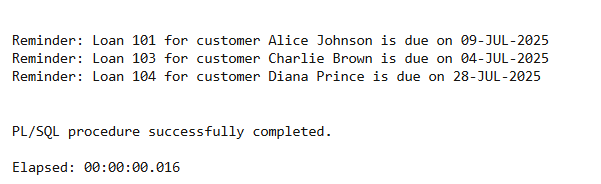 Reminder: Loan 101 for customer Alice Johnson is due on 09-JUL-2025
Reminder: Loan 103 for customer Charlie Brown is due on 04-JUL-2025
Reminder: Loan 104 for customer Diana Prince is due on 28-JUL-2025
PL/SQL procedure successfully completed.
Elapsed: 00:00:00.016